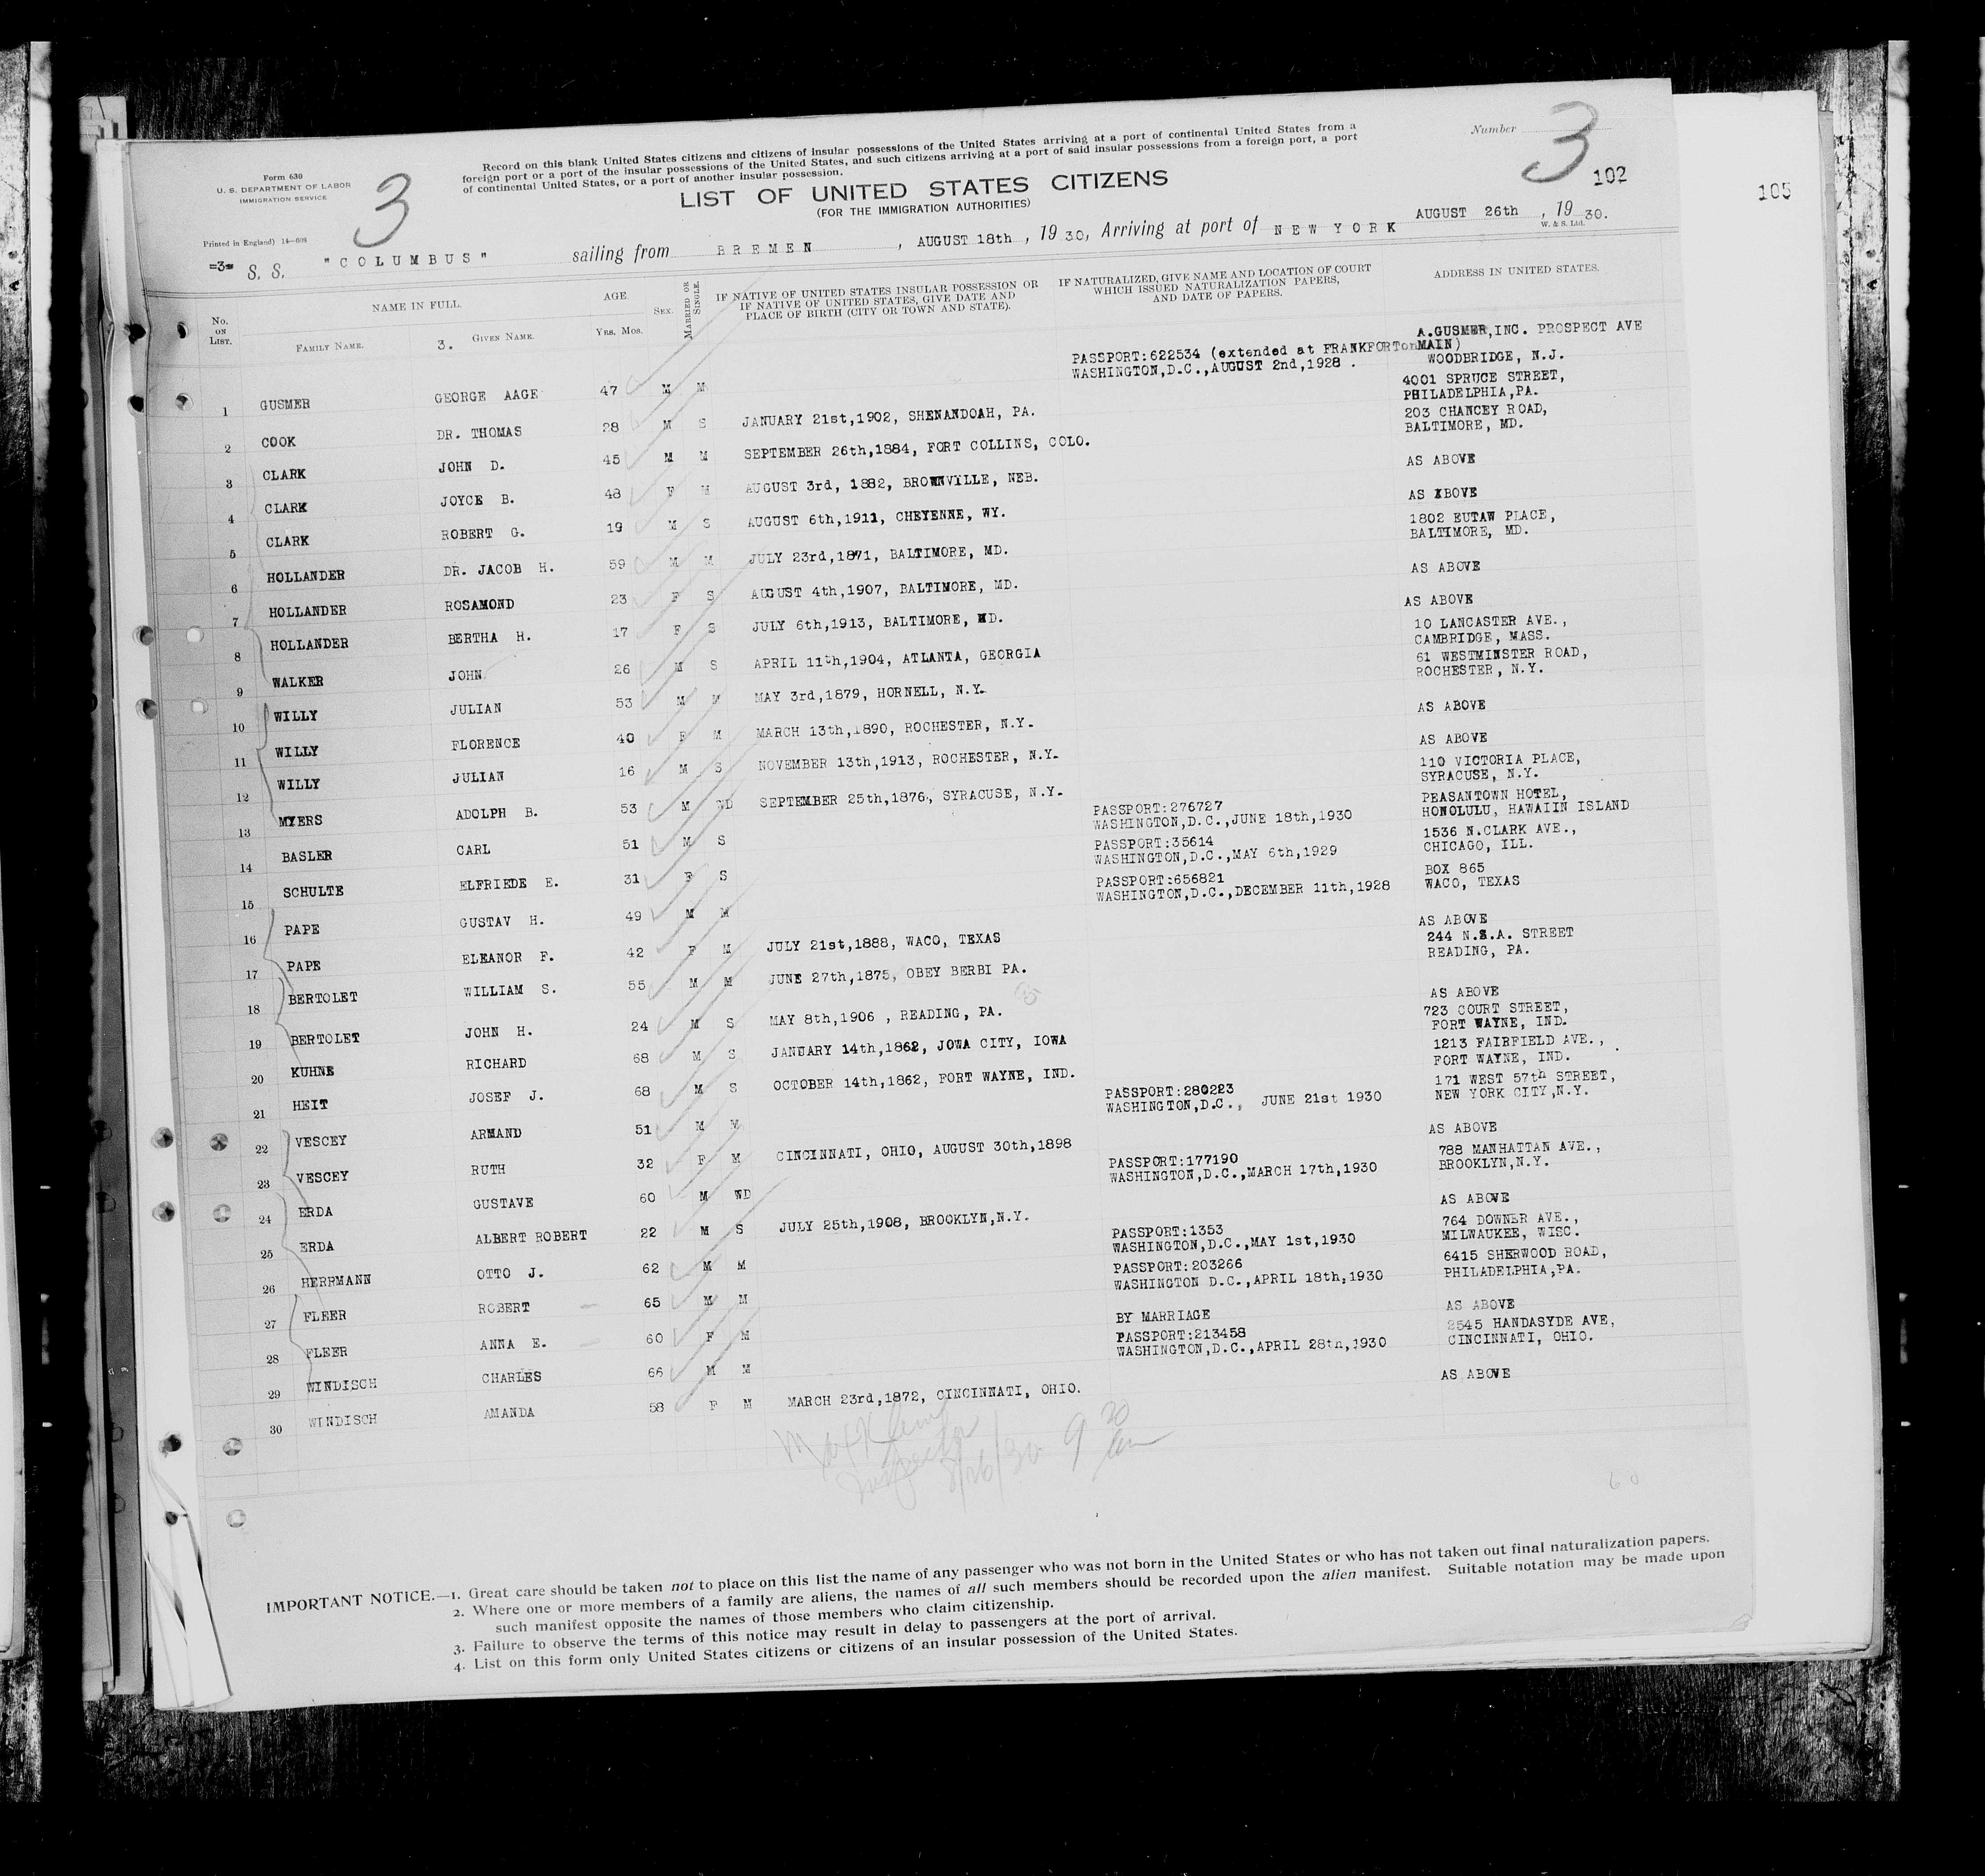 Form 630
U. S. DEPARTMENT OF LABOR
IMMIGRATION SERVICE
3
Record on this blank United States citizens and citizens of insular possessions of the United States arriving at a port of continental United States from a
foreign port or a port of the insular possessions of the United States, and such citizens arriving at a port of said insular possessions from a foreign port, a port
of continental United States, or a port of another insular possession.
Number
3
102
105
LIST OF UNITED STATES CITIZENS
(FOR THE IMMIGRATION AUTHORITIES)
Printed in England) 14—608
W. & S. Ltd.
=3= S. S. "COLUMBUS" sailing from BREMEN, AUGUST 18th, 19 30, Arriving at port of NEW YORK AUGUST 26th, 19 30.
No. ON LIST. NAME IN FULL. AGE. SEX. MARRIED OR SINGLE. IF NATIVE OF UNITED STATES INSULAR POSSESSION OR IF NATIVE OF UNITED STATES, GIVE DATE AND PLACE OF BIRTH (CITY OR TOWN AND STATE). IF NATURALIZED, GIVE NAME AND LOCATION OF COURT WHICH ISSUED NATURALIZATION PAPERS, AND DATE OF PAPERS. ADDRESS IN UNITED STATES.
FAMILY NAME. 3. GIVEN NAME. YRS. MOS.
1 GUSMER GEORGE AAGE 47 M M PASSPORT:622534 (extended at FRANKFORTonMAIN) WASHINGTON,D.C.,AUGUST 2nd,1928 . A.GUSMER,INC. PROSPECT AVE WOODBRIDGE, N.J.
2 COOK DR. THOMAS 28 M S JANUARY 21st,1902, SHENANDOAH, PA. 4001 SPRUCE STREET, PHILADELPHIA,PA.
3 CLARK JOHN D. 45 M M SEPTEMBER 26th,1884, FORT COLLINS, COLO. 203 CHANCEY ROAD, BALTIMORE, MD.
4 CLARK JOYCE B. 48 F M AUGUST 3rd, 1882, BROWNVILLE, NEB. AS ABOVE
5 CLARK ROBERT G. 19 M S AUGUST 6th,1911, CHEYENNE, WY. AS ABOVE
6 HOLLANDER DR. JACOB H. 59 M M JULY 23rd,1871, BALTIMORE, MD. 1802 EUTAW PLACE, BALTIMORE, MD.
7 HOLLANDER ROSAMOND 23 F S AUGUST 4th,1907, BALTIMORE, MD. AS ABOVE
8 HOLLANDER BERTHA H. 17 F S JULY 6th,1913, BALTIMORE, MD. AS ABOVE
9 WALKER JOHN 26 M S APRIL 11th,1904, ATLANTA, GEORGIA 10 LANCASTER AVE., CAMBRIDGE, MASS.
10 WILLY JULIAN 53 M M MAY 3rd,1879, HORNELL, N.Y. 61 WESTMINSTER ROAD, ROCHESTER, N.Y.
11 WILLY FLORENCE 40 F M MARCH 13th,1890, ROCHESTER, N.Y. AS ABOVE
12 WILLY JULIAN 16 M S NOVEMBER 13th,1913, ROCHESTER, N.Y. AS ABOVE
13 MYERS ADOLPH B. 53 M WD SEPTEMBER 25th,1876, SYRACUSE, N.Y. 110 VICTORIA PLACE, SYRACUSE, N.Y.
14 BASLER CARL 51 M S PASSPORT:276727 WASHINGTON,D.C.,JUNE 18th,1930 PEASANTOWN HOTEL, HONOLULU, HAWAIIN ISLAND
15 SCHULTE ELFRIEDE E. 31 F S PASSPORT:35614 WASHINGTON,D.C.,MAY 6th,1929 1536 N.CLARK AVE., CHICAGO, ILL.
16 PAPE GUSTAV H. 49 M M PASSPORT:656821 WASHINGTON,D.C.,DECEMBER 11th,1928 BOX 865 WACO, TEXAS
17 PAPE ELEANOR F. 42 F M JULY 21st,1888, WACO, TEXAS AS ABOVE
18 BERTOLET WILLIAM S. 55 M M JUNE 27th,1875, OBEY BERBI PA. 244 N.S.A. STREET READING, PA.
19 BERTOLET JOHN H. 24 M S MAY 8th,1906 , READING, PA. AS ABOVE
20 KUHNE RICHARD 68 M S JANUARY 14th,1862, JOWA CITY, IOWA 723 COURT STREET, FORT WAYNE, IND.
21 HEIT JOSEF J. 68 M S OCTOBER 14th,1862, FORT WAYNE, IND. 1213 FAIRFIELD AVE., FORT WAYNE, IND.
22 VESCEY ARMAND 51 M M PASSPORT:280223 WASHINGTON,D.C., JUNE 21st 1930 171 WEST 57th STREET, NEW YORK CITY,N.Y.
23 VESCEY RUTH 32 F M CINCINNATI, OHIO, AUGUST 30th,1898 AS ABOVE
24 ERDA GUSTAVE 60 M WD PASSPORT:177190 WASHINGTON,D.C.,MARCH 17th,1930 788 MANHATTAN AVE., BROOKLYN,N.Y.
25 ERDA ALBERT ROBERT 22 M S JULY 25th,1908, BROOKLYN,N.Y. AS ABOVE
26 HERRMANN OTTO J. 62 M M PASSPORT:1353 WASHINGTON,D.C.,MAY 1st,1930 764 DOWNER AVE., MILWAUKEE, WISC.
27 FLEER ROBERT 65 M M PASSPORT:203266 WASHINGTON D.C.,APRIL 18th,1930 6415 SHERWOOD ROAD, PHILADELPHIA,PA.
28 FLEER ANNA E. 60 F M BY MARRIAGE AS ABOVE
29 WINDISCH CHARLES 66 M M PASSPORT:213458 WASHINGTON,D.C.,APRIL 28th,1930 2545 HANDASYDE AVE, CINCINNATI, OHIO.
30 WINDISCH AMANDA 58 F M MARCH 23rd,1872, CINCINNATI, OHIO. AS ABOVE
Inspector 8/26/30 9 30 am
60
IMPORTANT NOTICE.—1. Great care should be taken not to place on this list the name of any passenger who was not born in the United States or who has not taken out final naturalization papers.
2. Where one or more members of a family are aliens, the names of all such members should be recorded upon the alien manifest. Suitable notation may be made upon
such manifest opposite the names of those members who claim citizenship.
3. Failure to observe the terms of this notice may result in delay to passengers at the port of arrival.
4. List on this form only United States citizens or citizens of an insular possession of the United States.